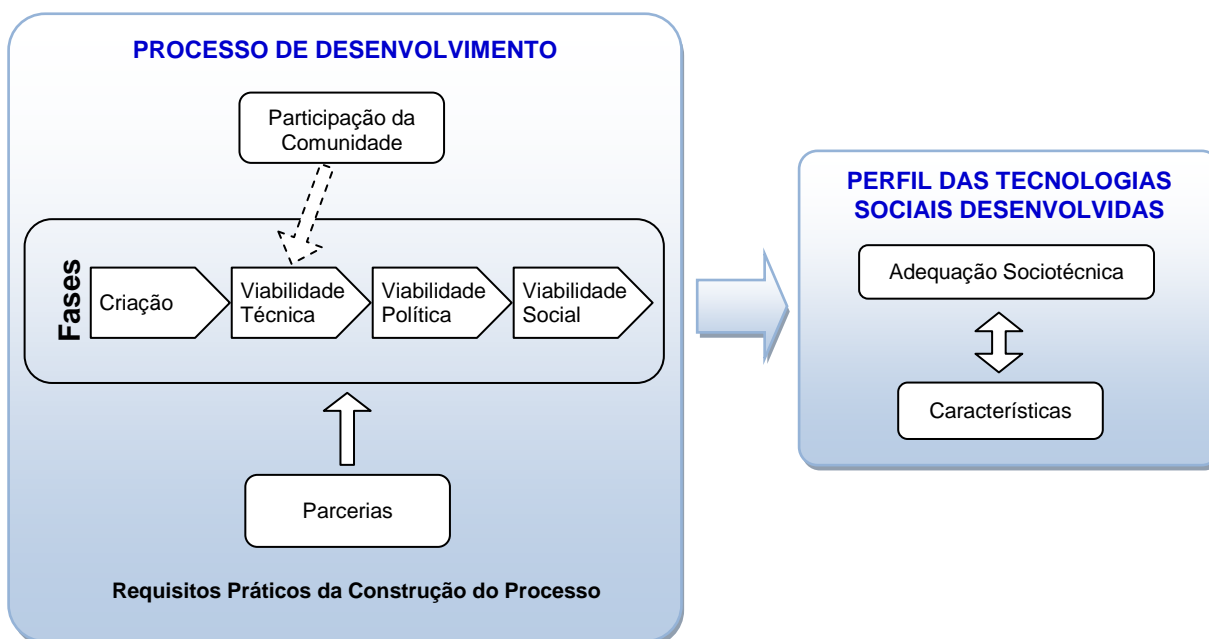 PROCESSO DE DESENVOLVIMENTO
Participação da
Comunidade
Fases
Criação
Viabilidade
Técnica
Viabilidade
Política
Viabilidade
Social
Parcerias
Requisitos Práticos da Construção do Processo
PERFIL DAS TECNOLOGIAS
SOCIAIS DESENVOLVIDAS
Adequação Sociotécnica
Características